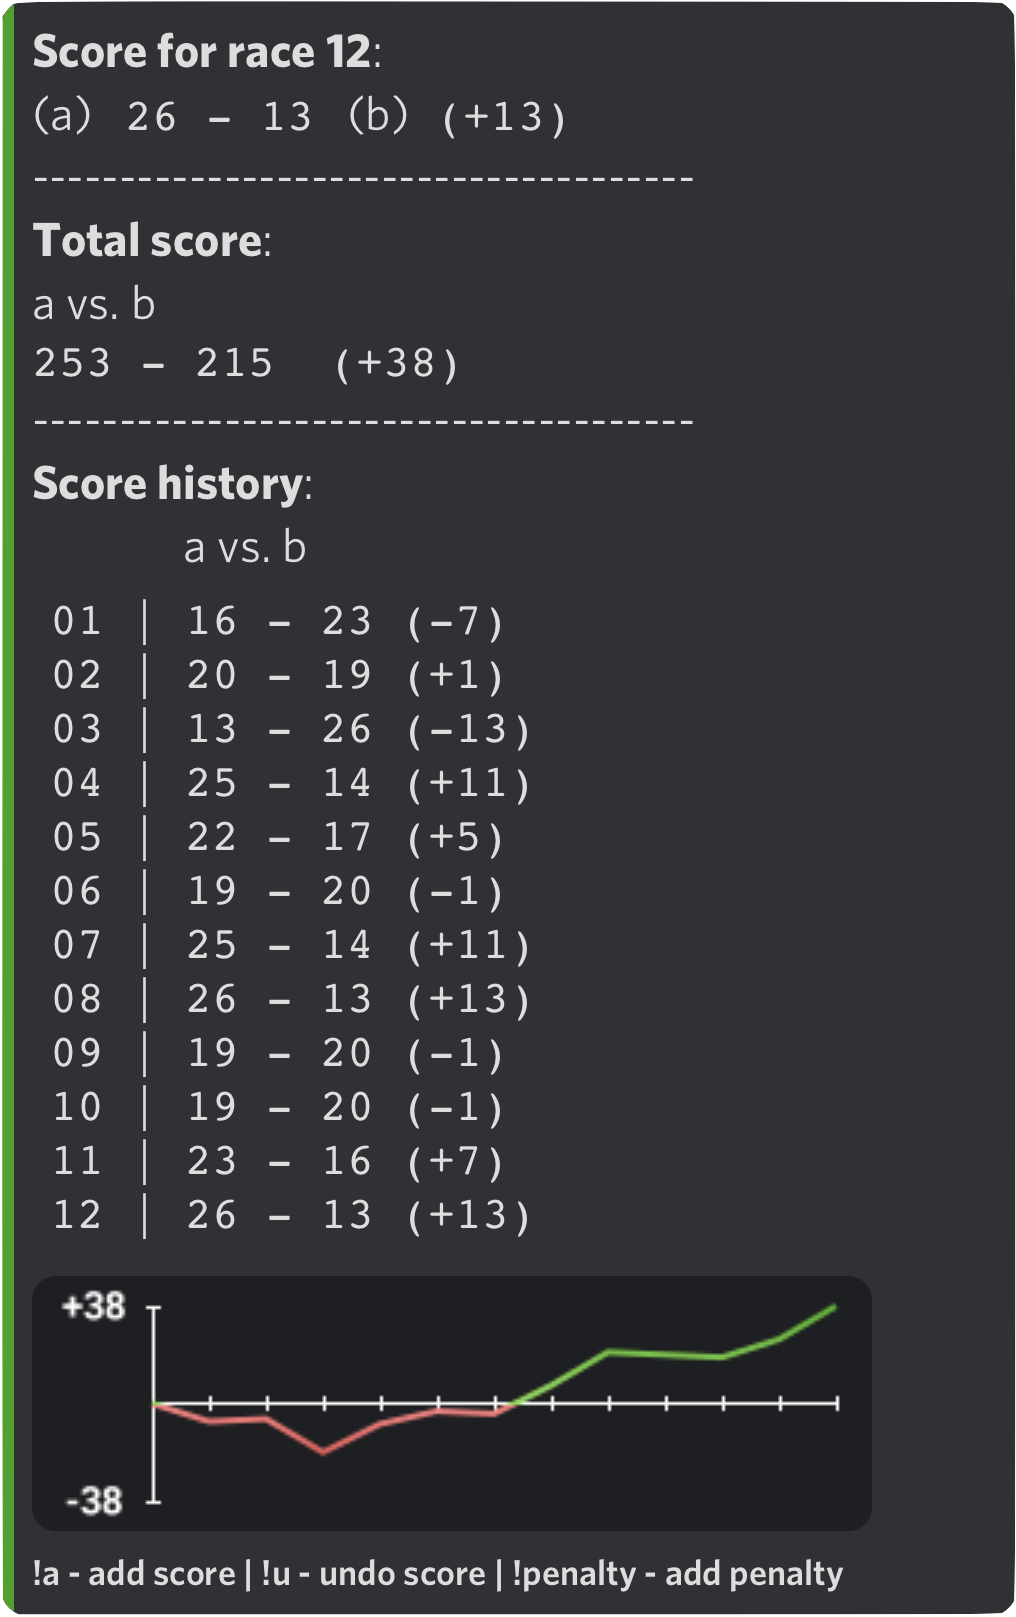 Score for race 12:
(a) 26 – 13 (b) (+13)
--------------------------------------
Total score:
a vs. b
253 – 215 (+38)
--------------------------------------
Score history:
a vs. b
01 | 16 – 23 (–7)
02 | 20 – 19 (+1)
03 | 13 – 26 (–13)
04 | 25 – 14 (+11)
05 | 22 – 17 (+5)
06 | 19 – 20 (–1)
07 | 25 – 14 (+11)
08 | 26 – 13 (+13)
09 | 19 – 20 (–1)
10 | 19 – 20 (–1)
11 | 23 – 16 (+7)
12 | 26 – 13 (+13)
+38
-38
!a - add score | !u - undo score | !penalty - add penalty